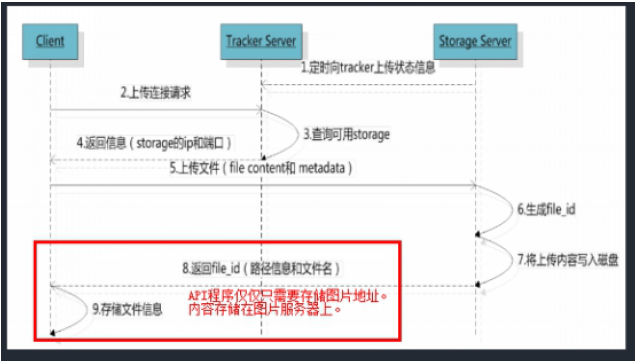 Client
Tracker Server
Storage Server
1.定时向tracker上传状态信息
2.上传连接请求
3.查询可用storage
4.返回信息（storage的ip和端口）
5.上传文件（file content和 metadata）
6.生成file_id
7.将上传内容写入磁盘
8.返回file_id（路径信息和文件名）
API程序仅仅只需要存储图片地址。
内容存储在图片服务器上。
9.存储文件信息